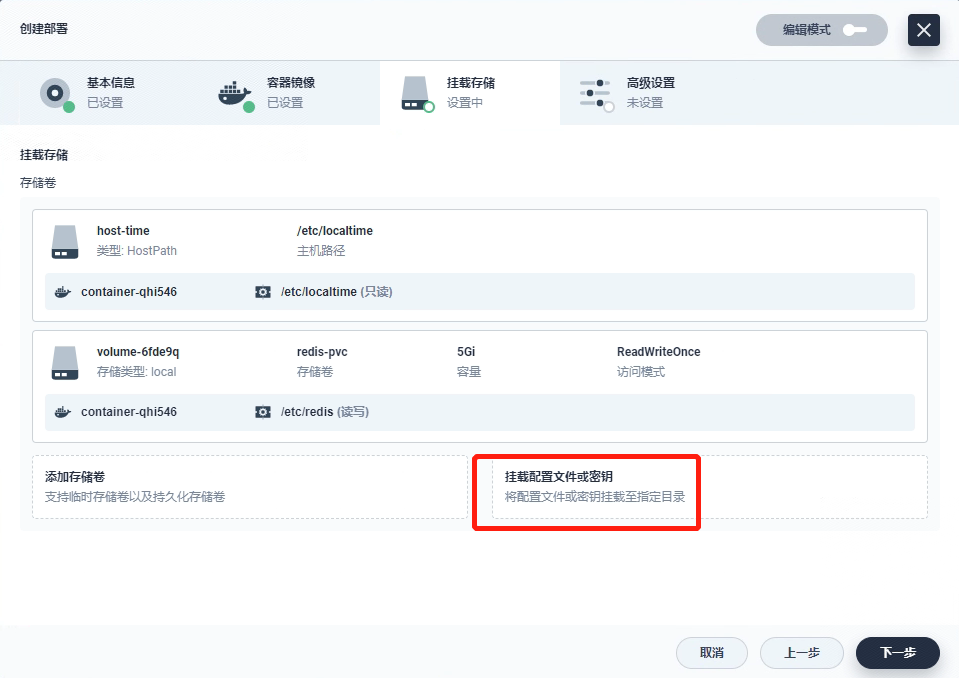 创建部署
编辑模式
基本信息
已设置
容器镜像
已设置
挂载存储
设置中
高级设置
未设置
挂载存储
存储卷
host-time
/etc/localtime
类型: HostPath
主机路径
container-qhi546
/etc/localtime (只读)
volume-6fde9q
redis-pvc
5Gi
ReadWriteOnce
存储类型: local
存储卷
容量
访问模式
container-qhi546
/etc/redis (读写)
添加存储卷
支持临时存储卷以及持久化存储卷
挂载配置文件或密钥
将配置文件或密钥挂载至指定目录
取消
上一步
下一步